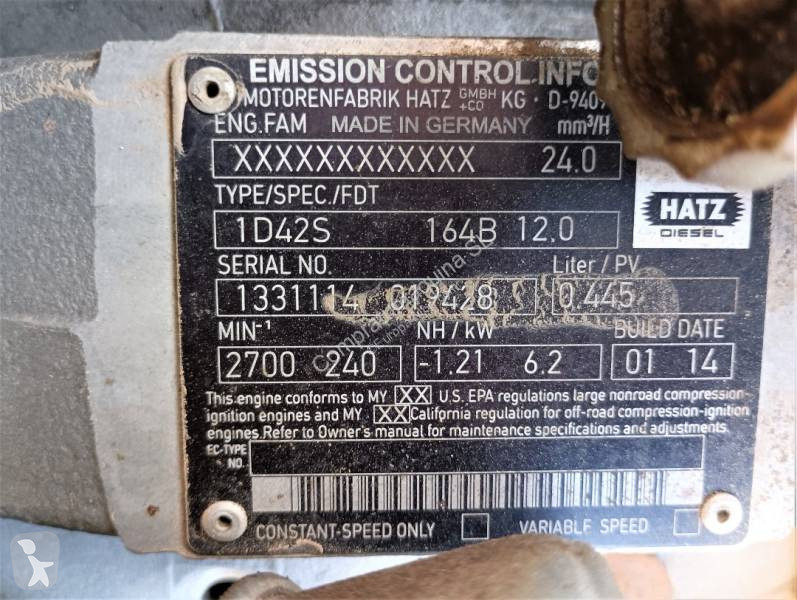 EMISSION CONTROL.INFO
MOTORENFABRIK HATZ GMBH +CO KG · D-9409
ENG.FAM MADE IN GERMANY mm³/H
XXXXXXXXXXXX 24.0
TYPE/SPEC./FDT
HATZ
DIESEL
1D42S 164B 12.0
SERIAL NO. Liter / PV
1331114 019428 0.445
MIN⁻¹ NH / kW BUILD DATE
2700 240 -1.21 6.2 01 14
This engine conforms to MY XX U.S. EPA regulations large nonroad compression-
ignition engines and MY XX California regulation for off-road compression-ignition
engines.Refer to Owner's manual for maintenance specifications and adjustments.
EC-TYPE
NO.
CONSTANT-SPEED ONLY VARIABLE SPEED